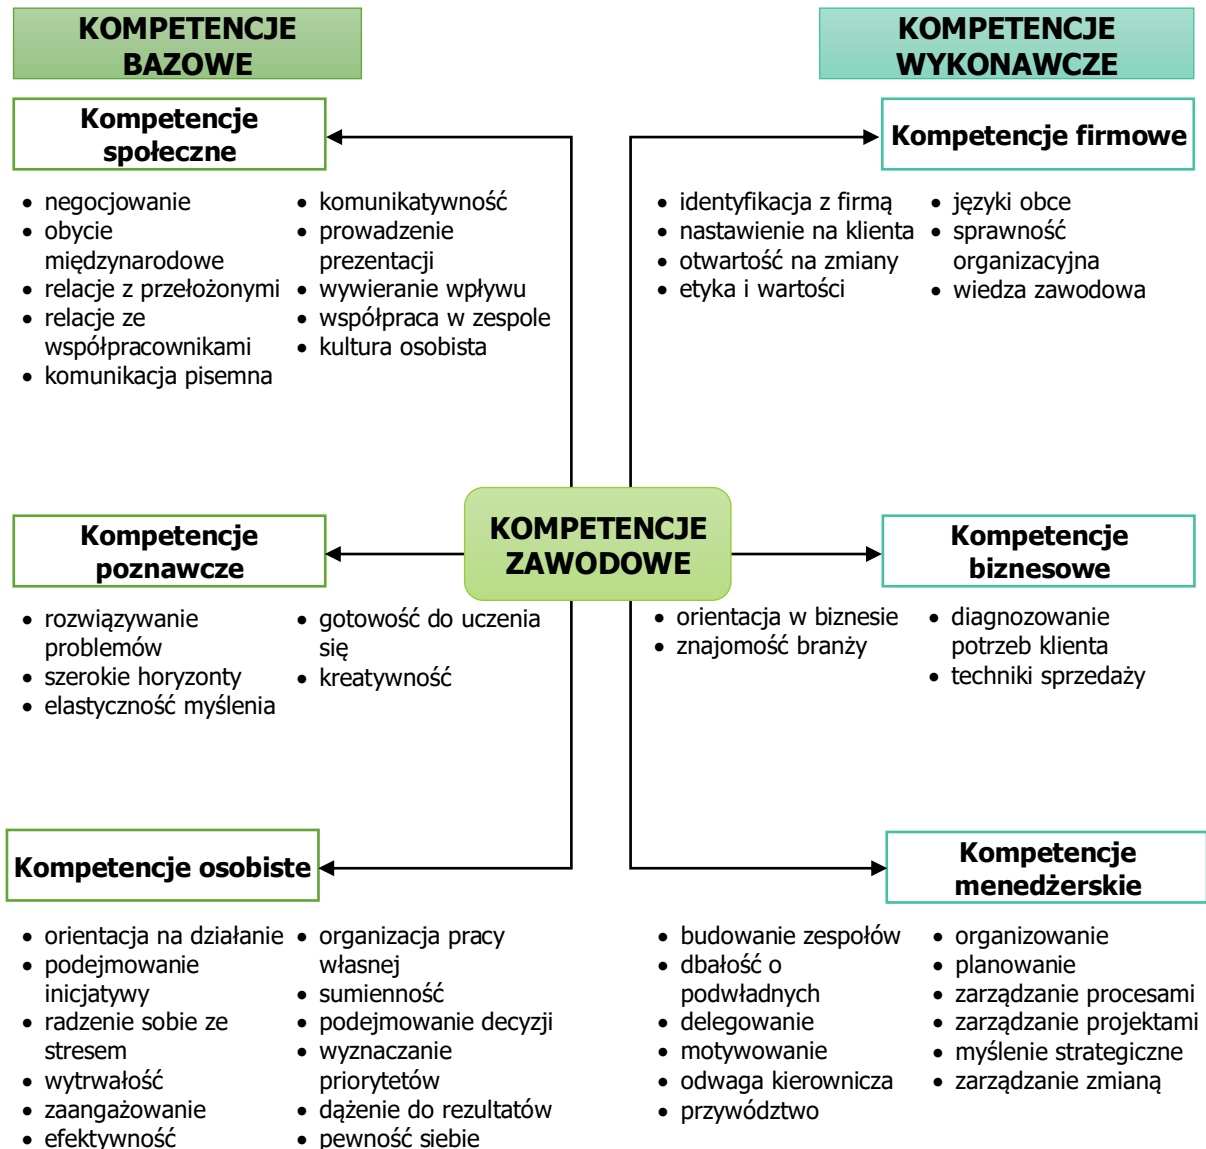 KOMPETENCJE
BAZOWE
KOMPETENCJE
WYKONAWCZE
Kompetencje
społeczne
• negocjowanie
• obycie
międzynarodowe
• relacje z przełożonymi
• relacje ze
współpracownikami
• komunikacja pisemna
• komunikatywność
• prowadzenie
prezentacji
• wywieranie wpływu
• współpraca w zespole
• kultura osobista
Kompetencje firmowe
• identyfikacja z firmą
• nastawienie na klienta
• otwartość na zmiany
• etyka i wartości
• języki obce
• sprawność
organizacyjna
• wiedza zawodowa
KOMPETENCJE
ZAWODOWE
Kompetencje
poznawcze
• rozwiązywanie
problemów
• szerokie horyzonty
• elastyczność myślenia
• gotowość do uczenia
się
• kreatywność
Kompetencje
biznesowe
• orientacja w biznesie
• znajomość branży
• diagnozowanie
potrzeb klienta
• techniki sprzedaży
Kompetencje osobiste
• orientacja na działanie
• podejmowanie
inicjatywy
• radzenie sobie ze
stresem
• wytrwałość
• zaangażowanie
• efektywność
• organizacja pracy
własnej
• sumienność
• podejmowanie decyzji
• wyznaczanie
priorytetów
• dążenie do rezultatów
• pewność siebie
Kompetencje
menedżerskie
• budowanie zespołów
• dbałość o
podwładnych
• delegowanie
• motywowanie
• odwaga kierownicza
• przywództwo
• organizowanie
• planowanie
• zarządzanie procesami
• zarządzanie projektami
• myślenie strategiczne
• zarządzanie zmianą